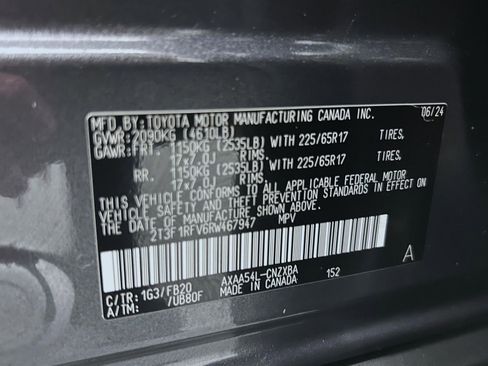 MFD. BY: TOYOTA MOTOR MANUFACTURING CANADA INC. 06/24
GVWR: 2090KG (4610LB)
GAWR: FRT. 1150KG (2535LB) WITH 225/65R17 TIRES.
17x7.0J RIMS.
RR. 1150KG (2535LB) WITH 225/65R17 TIRES.
17x7.0J RIMS.
THIS VEHICLE CONFORMS TO ALL APPLICABLE FEDERAL MOTOR
VEHICLE SAFETY AND THEFT PREVENTION STANDARDS IN EFFECT ON
THE DATE OF MANUFACTURE SHOWN ABOVE.
2T3F1RFV6RW467947 MPV
A
C/TR: 1G3/FB20 AXAA54L-CNZXBA 152
A/TM: /UB80F MADE IN CANADA